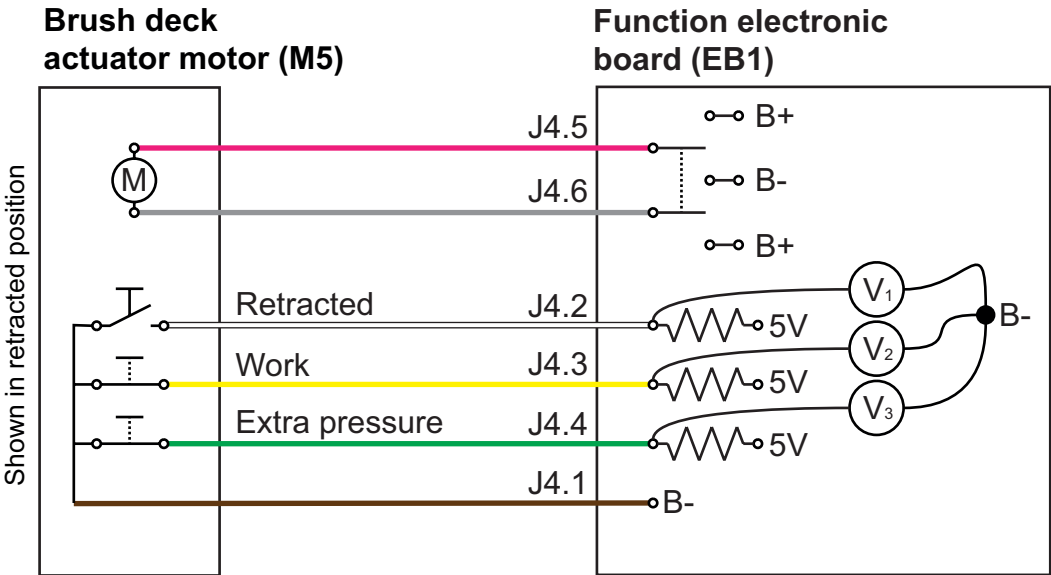 Brush deck
actuator motor (M5)
Function electronic
board (EB1)
Shown in retracted position
J4.5
B+
M
B-
J4.6
B+
Retracted
J4.2
5V
V1
B-
Work
J4.3
5V
V2
Extra pressure
J4.4
5V
V3
J4.1
B-